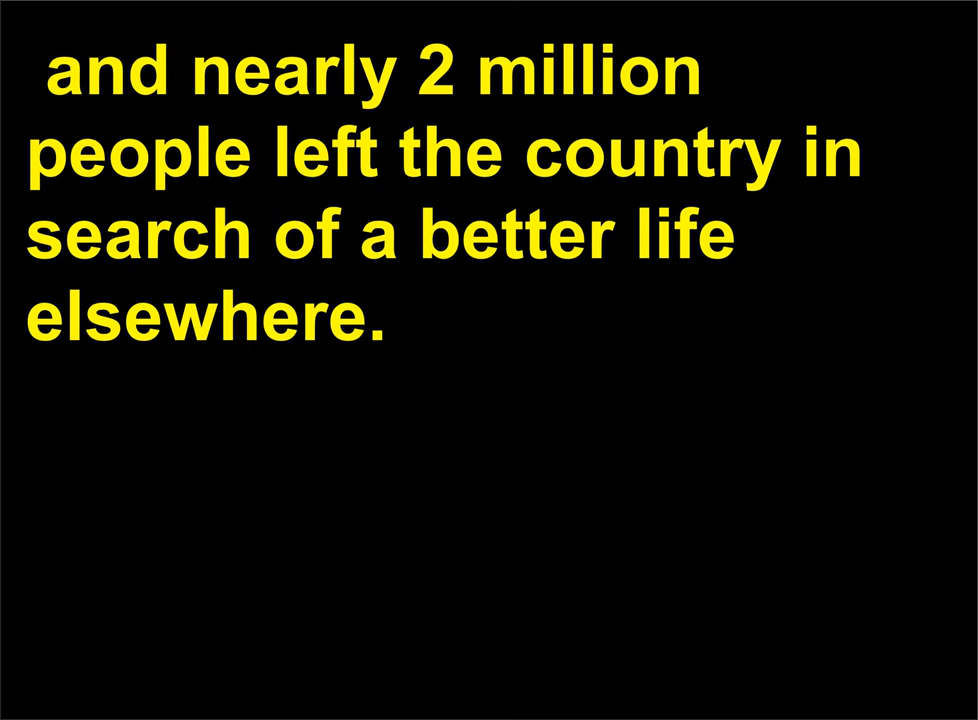 and nearly 2 million
people left the country in
search of a better life
elsewhere.